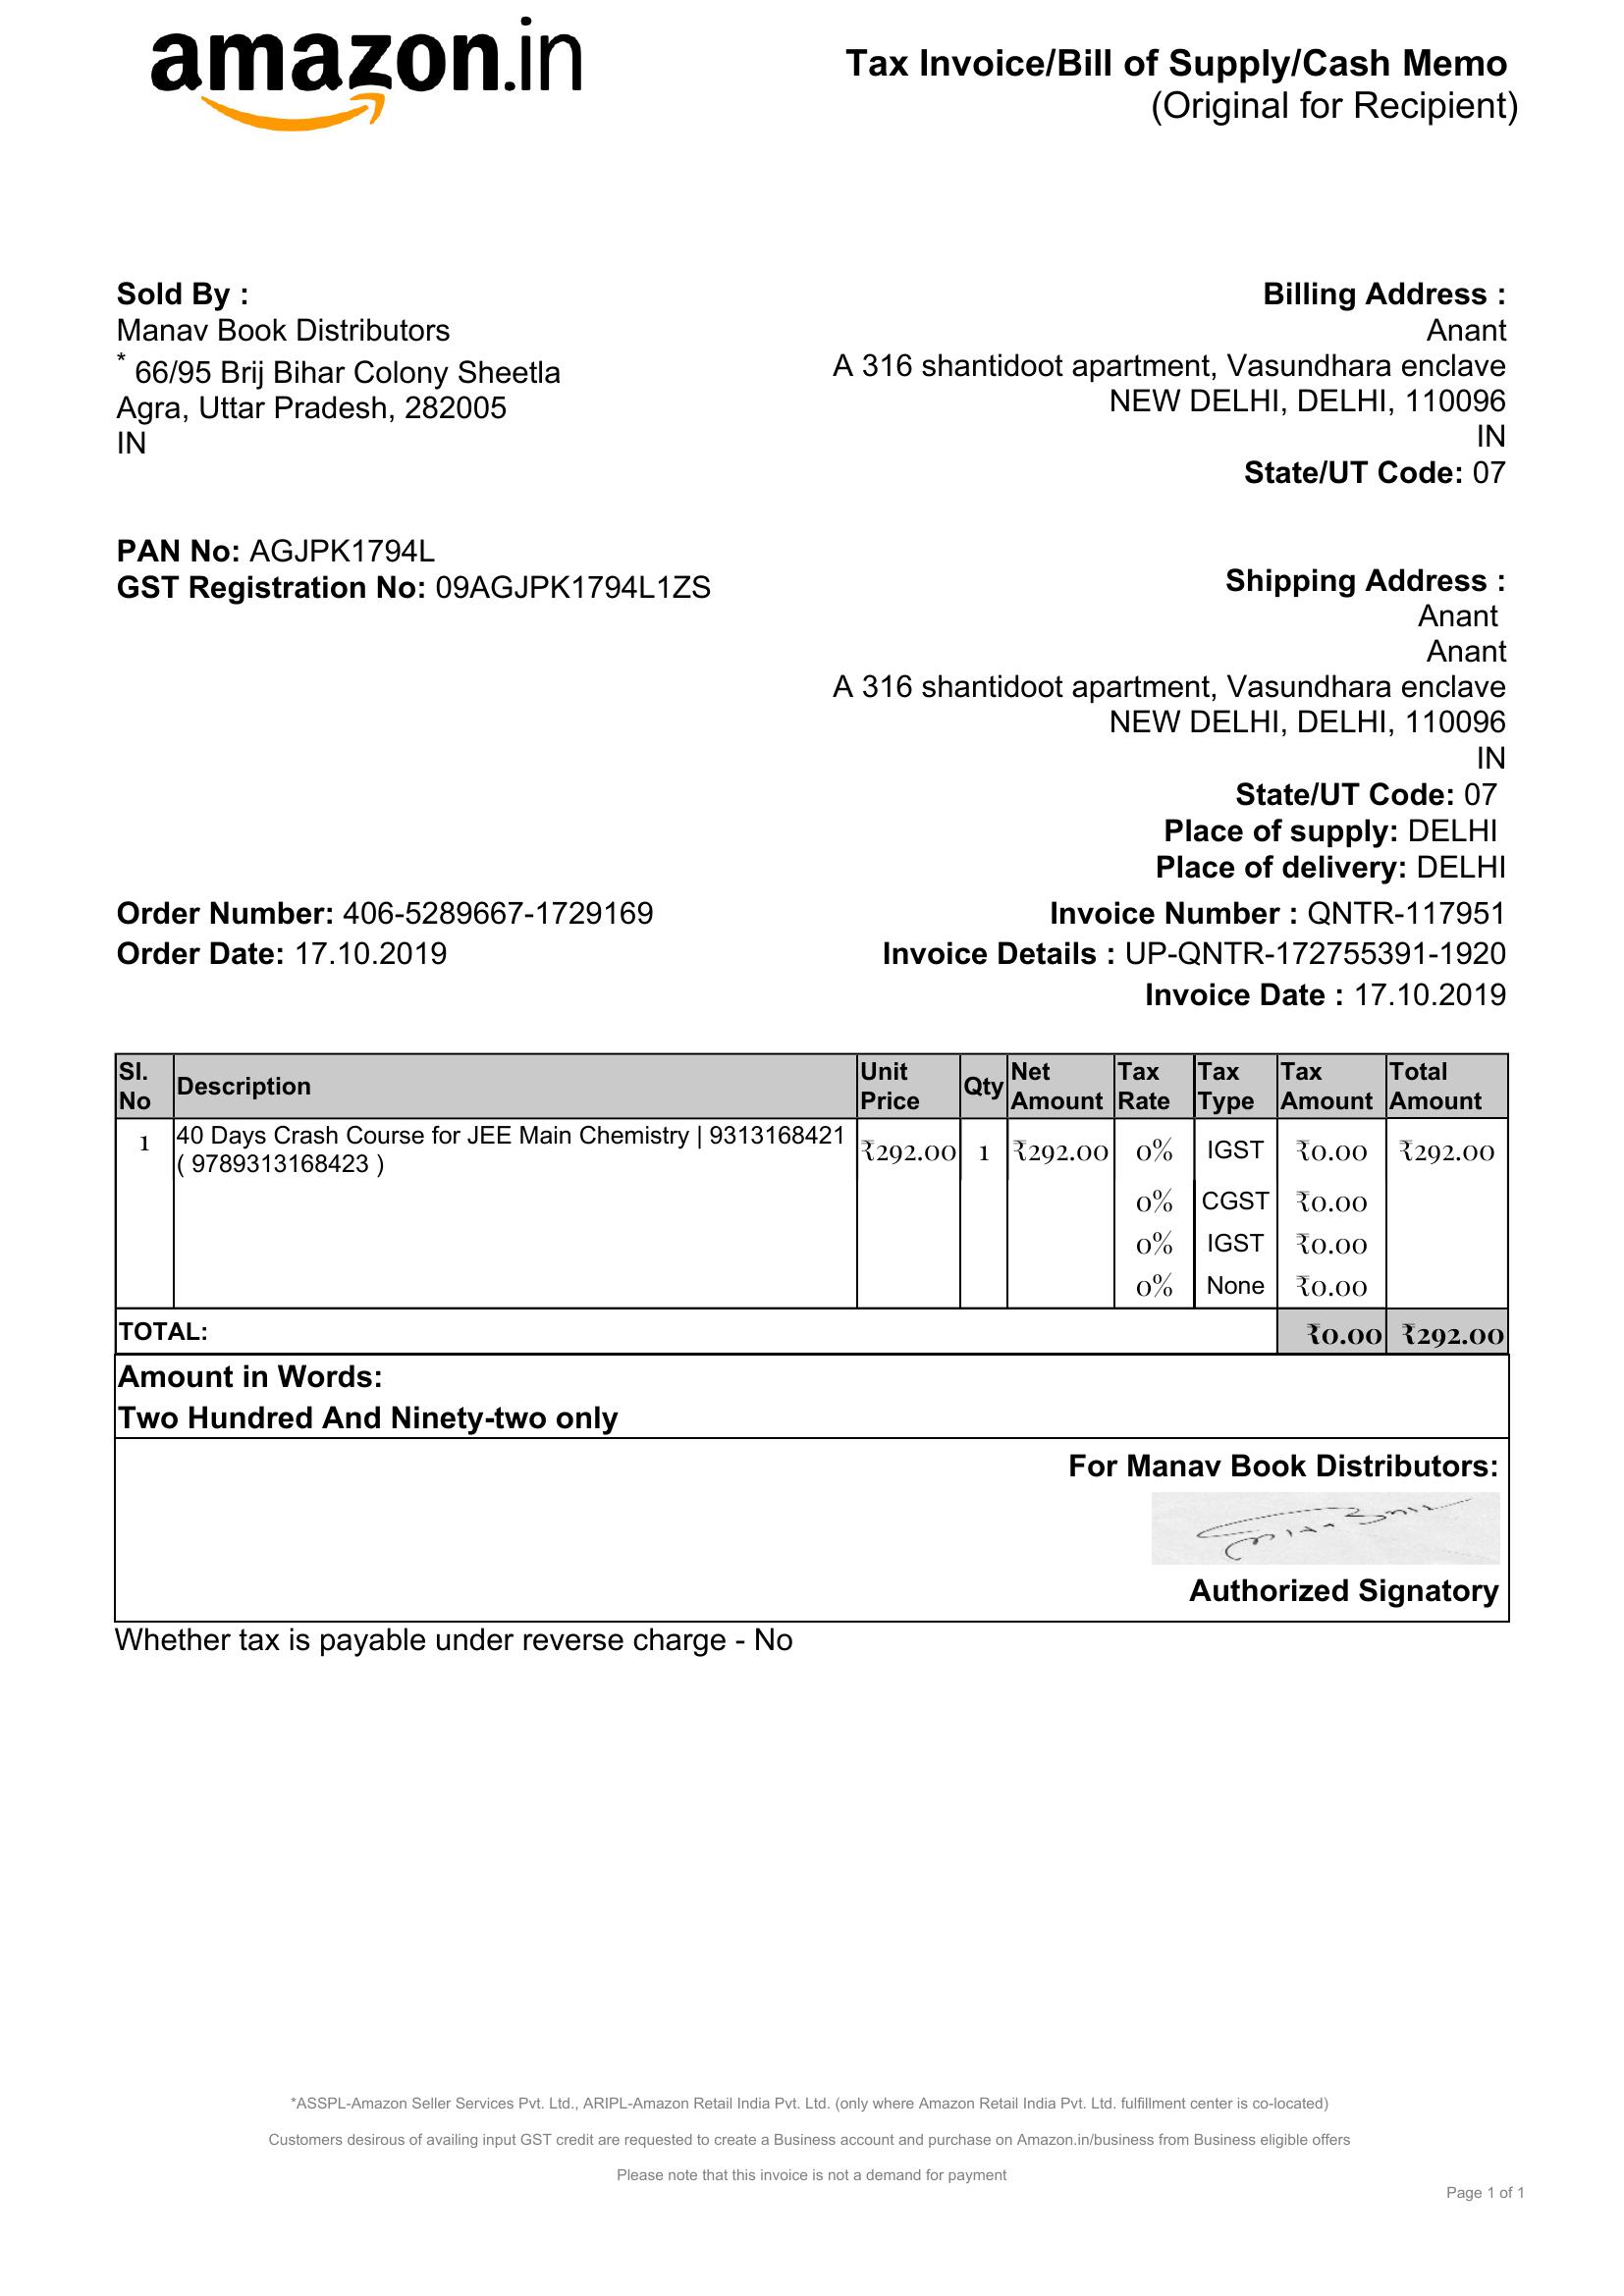 amazon.in
Tax Invoice/Bill of Supply/Cash Memo
(Original for Recipient)
Sold By :
Manav Book Distributors
* 66/95 Brij Bihar Colony Sheetla
Agra, Uttar Pradesh, 282005
IN
PAN No: AGJPK1794L
GST Registration No: 09AGJPK1794L1ZS
Billing Address :
Anant
A 316 shantidoot apartment, Vasundhara enclave
NEW DELHI, DELHI, 110096
IN
State/UT Code: 07
Shipping Address :
Anant
Anant
A 316 shantidoot apartment, Vasundhara enclave
NEW DELHI, DELHI, 110096
IN
State/UT Code: 07
Place of supply: DELHI
Place of delivery: DELHI
Order Number: 406-5289667-1729169
Order Date: 17.10.2019
Invoice Number : QNTR-117951
Invoice Details : UP-QNTR-172755391-1920
Invoice Date : 17.10.2019
Sl. No Description Unit Price Qty Net Amount Tax Rate Tax Type Tax Amount Total Amount
1 40 Days Crash Course for JEE Main Chemistry | 9313168421 ₹292.00 1 ₹292.00 0% IGST ₹0.00 ₹292.00
( 9789313168423 )
0% CGST ₹0.00
0% IGST ₹0.00
0% None ₹0.00
TOTAL: ₹0.00 ₹292.00
Amount in Words:
Two Hundred And Ninety-two only
For Manav Book Distributors:
Authorized Signatory
Whether tax is payable under reverse charge - No
*ASSPL-Amazon Seller Services Pvt. Ltd., ARIPL-Amazon Retail India Pvt. Ltd. (only where Amazon Retail India Pvt. Ltd. fulfillment center is co-located)
Customers desirous of availing input GST credit are requested to create a Business account and purchase on Amazon.in/business from Business eligible offers
Please note that this invoice is not a demand for payment
Page 1 of 1